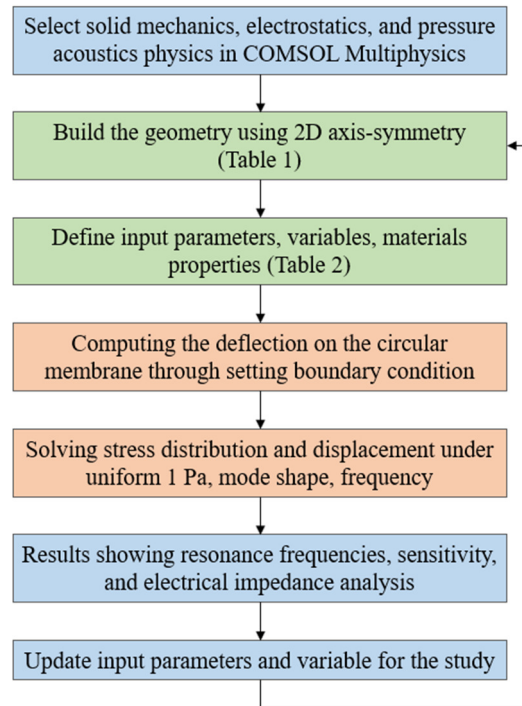 Select solid mechanics, electrostatics, and pressure
acoustics physics in COMSOL Multiphysics
Build the geometry using 2D axis-symmetry
(Table 1)
Define input parameters, variables, materials
properties (Table 2)
Computing the deflection on the circular
membrane through setting boundary condition
Solving stress distribution and displacement under
uniform 1 Pa, mode shape, frequency
Results showing resonance frequencies, sensitivity,
and electrical impedance analysis
Update input parameters and variable for the study